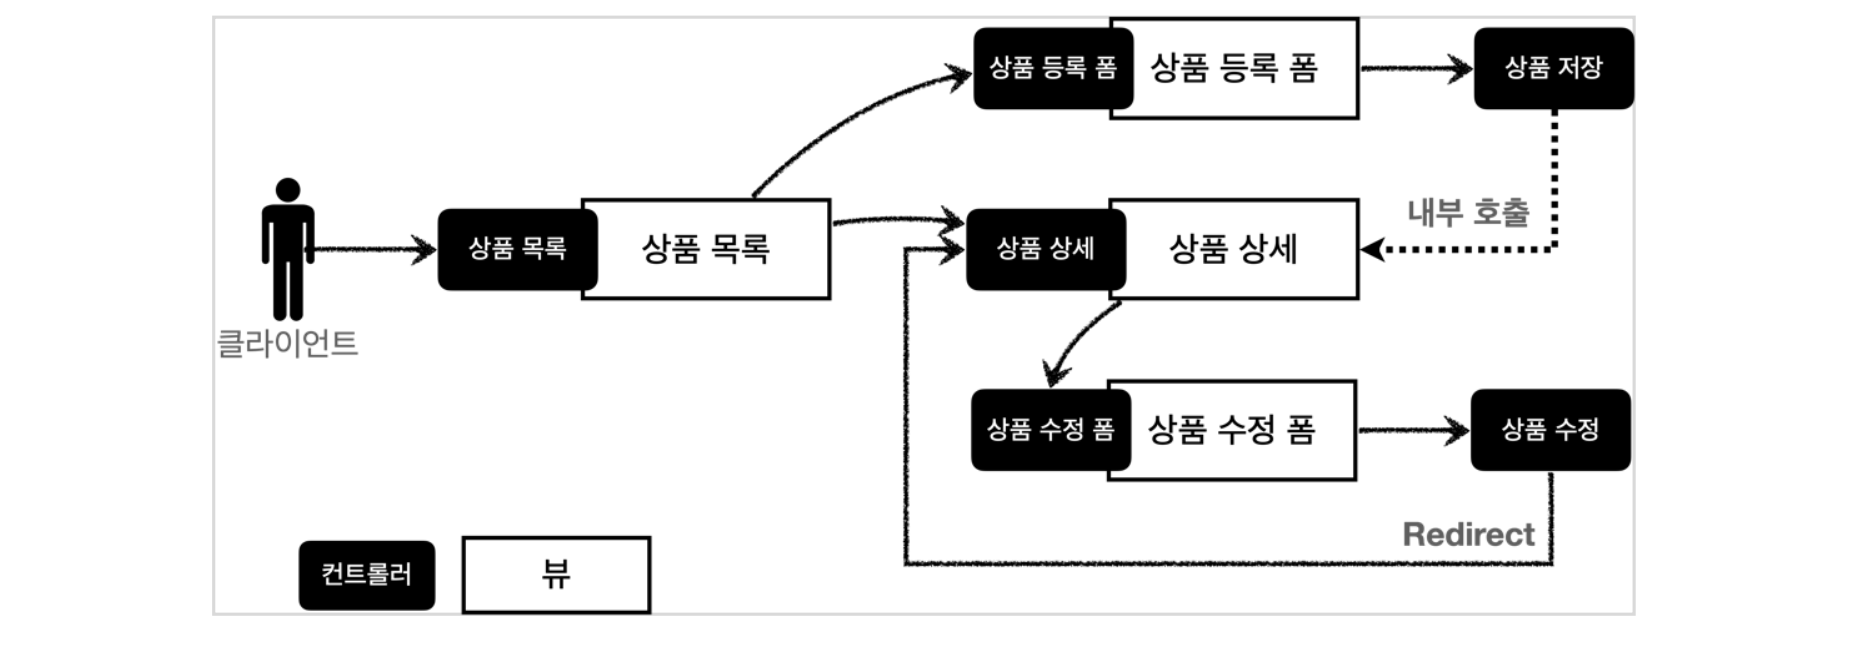 상품 등록 폼
상품 등록 폼
상품 저장
내부 호출
상품 목록
상품 목록
상품 상세
상품 상세
클라이언트
상품 수정 폼
상품 수정 폼
상품 수정
Redirect
컨트롤러
뷰